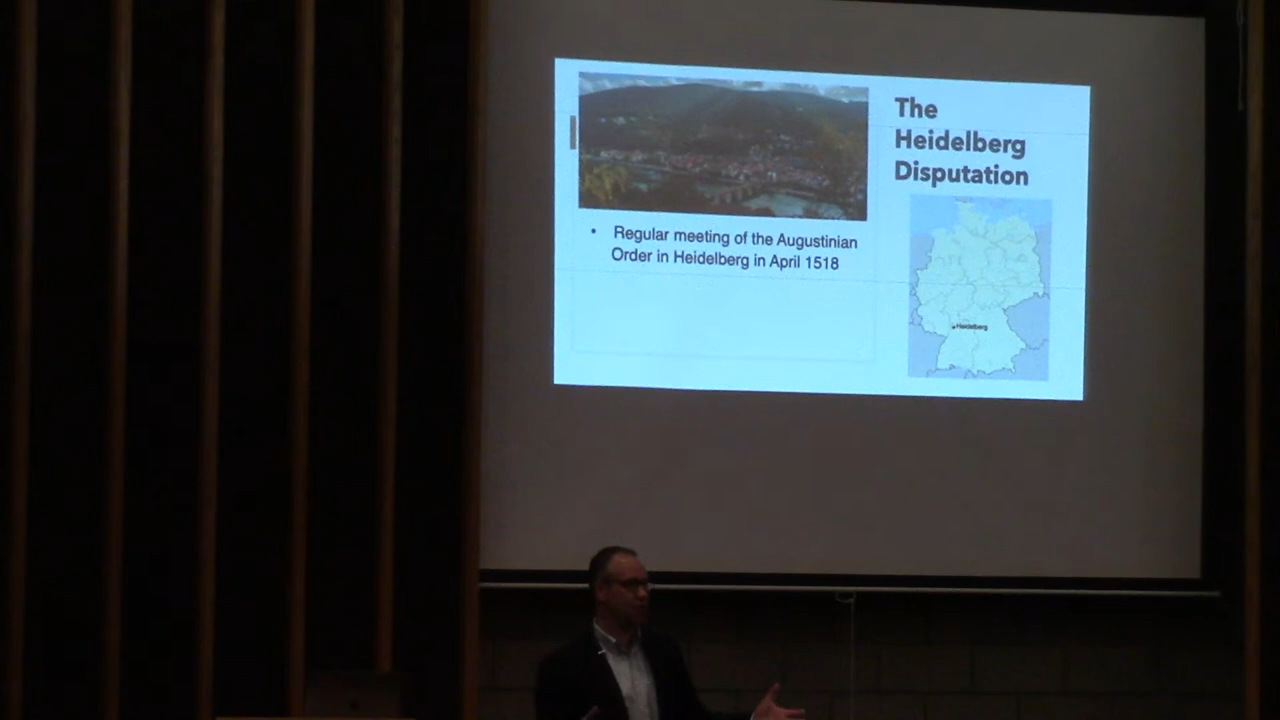 The
Heidelberg
Disputation
• Regular meeting of the Augustinian
Order in Heidelberg in April 1518
Heidelberg